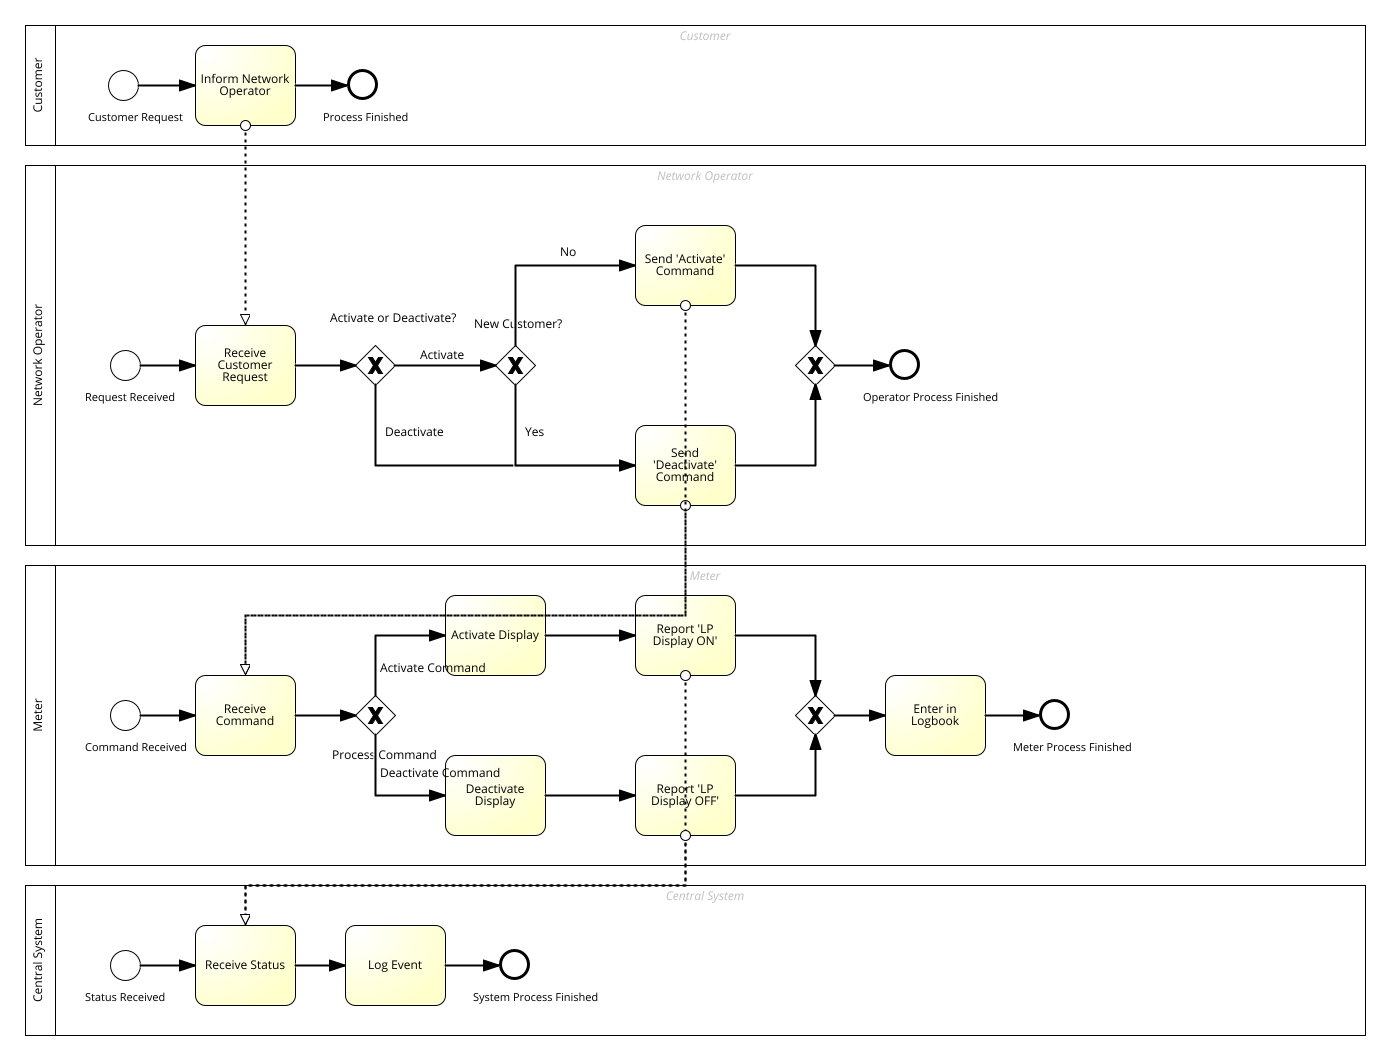 Customer
Customer
Inform Network
Operator
Customer Request
Process Finished
Network Operator
Network Operator
Send 'Activate'
Command
No
Activate or Deactivate?
New Customer?
Receive
Customer
Request
Activate
Request Received
Operator Process Finished
Deactivate
Yes
Send
'Deactivate'
Command
Meter
Meter
Activate Display
Report 'LP
Display ON'
Activate Command
Receive
Command
Enter in
Logbook
Command Received
Meter Process Finished
Process Command
Deactivate Command
Deactivate
Display
Report 'LP
Display OFF'
Central System
Central System
Receive Status
Log Event
Status Received
System Process Finished